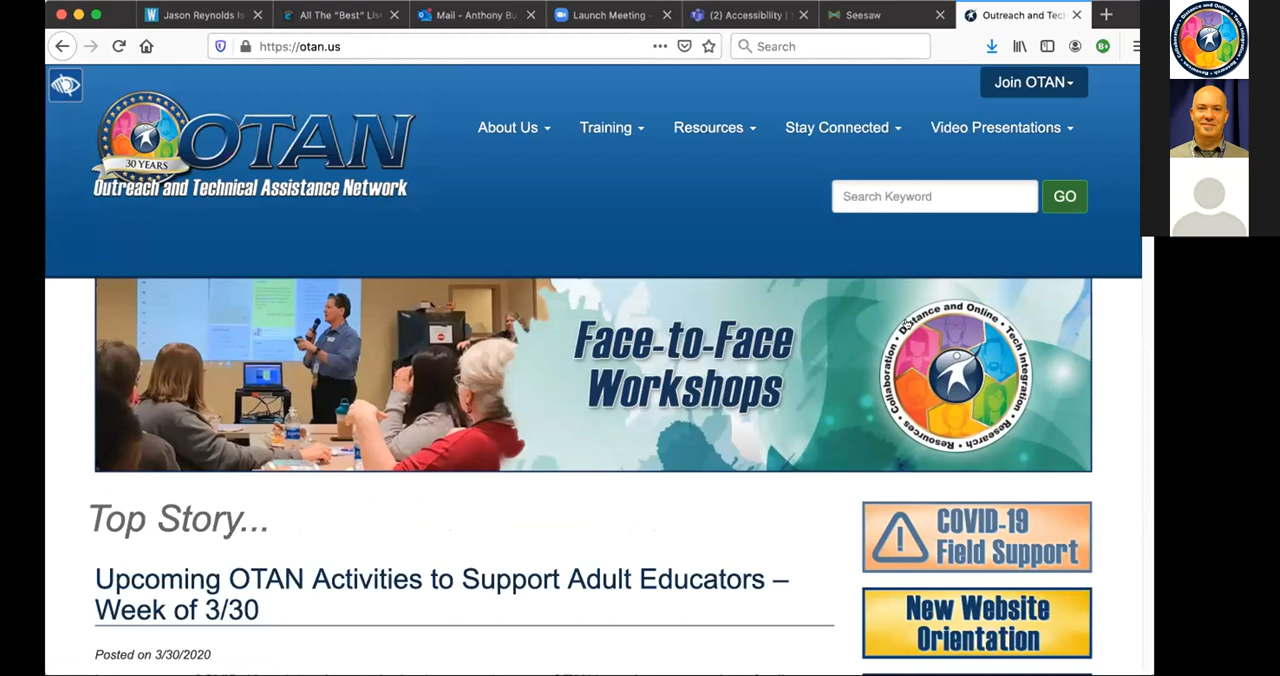 Jason Reynolds Is
All The "Best" Lis
Mail - Anthony Bu
Launch Meeting -
(2) Accessibility |
Seesaw
Outreach and Tec
https://otan.us
Search
Join OTAN
30 YEARS
OTAN
Outreach and Technical Assistance Network
About Us
Training
Resources
Stay Connected
Video Presentations
Search Keyword
GO
Face-to-Face
Workshops
Distance and Online • Tech Integration • Research • Resources • Collaboration •
Top Story...
COVID-19
Field Support
Upcoming OTAN Activities to Support Adult Educators –
Week of 3/30
New Website
Orientation
Posted on 3/30/2020